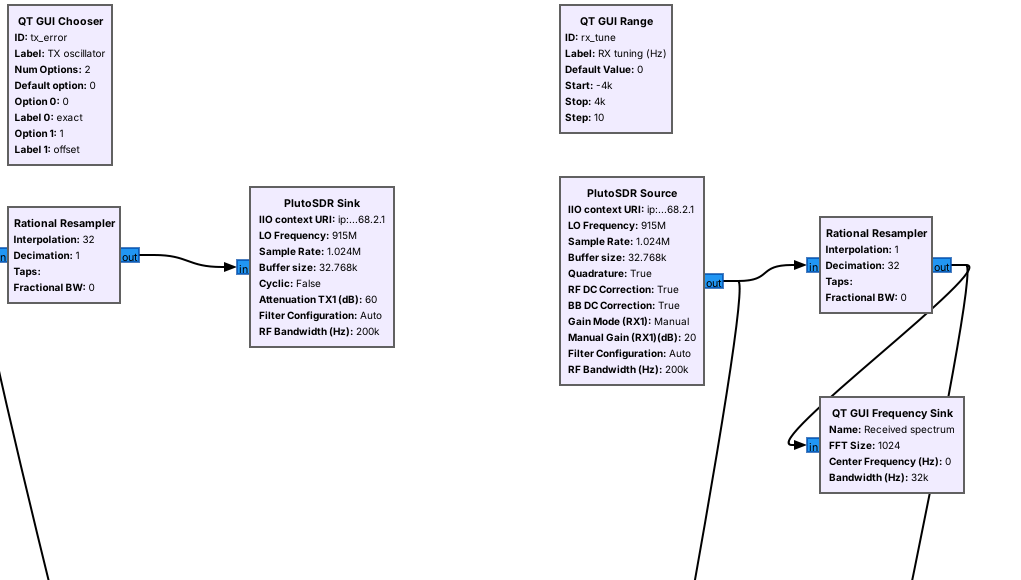 QT GUI Chooser
ID: tx_error
Label: TX oscillator
Num Options: 2
Default option: 0
Option 0: 0
Label 0: exact
Option 1: 1
Label 1: offset
QT GUI Range
ID: rx_tune
Label: RX tuning (Hz)
Default Value: 0
Start: -4k
Stop: 4k
Step: 10
n
Rational Resampler
Interpolation: 32
Decimation: 1
Taps:
Fractional BW: 0
out
in
PlutoSDR Sink
IIO context URI: ip:...68.2.1
LO Frequency: 915M
Sample Rate: 1.024M
Buffer size: 32.768k
Cyclic: False
Attenuation TX1 (dB): 60
Filter Configuration: Auto
RF Bandwidth (Hz): 200k
PlutoSDR Source
IIO context URI: ip:...68.2.1
LO Frequency: 915M
Sample Rate: 1.024M
Buffer size: 32.768k
Quadrature: True
RF DC Correction: True
BB DC Correction: True
Gain Mode (RX1): Manual
Manual Gain (RX1)(dB): 20
Filter Configuration: Auto
RF Bandwidth (Hz): 200k
out
in
Rational Resampler
Interpolation: 1
Decimation: 32
Taps:
Fractional BW: 0
out
in
QT GUI Frequency Sink
Name: Received spectrum
FFT Size: 1024
Center Frequency (Hz): 0
Bandwidth (Hz): 32k